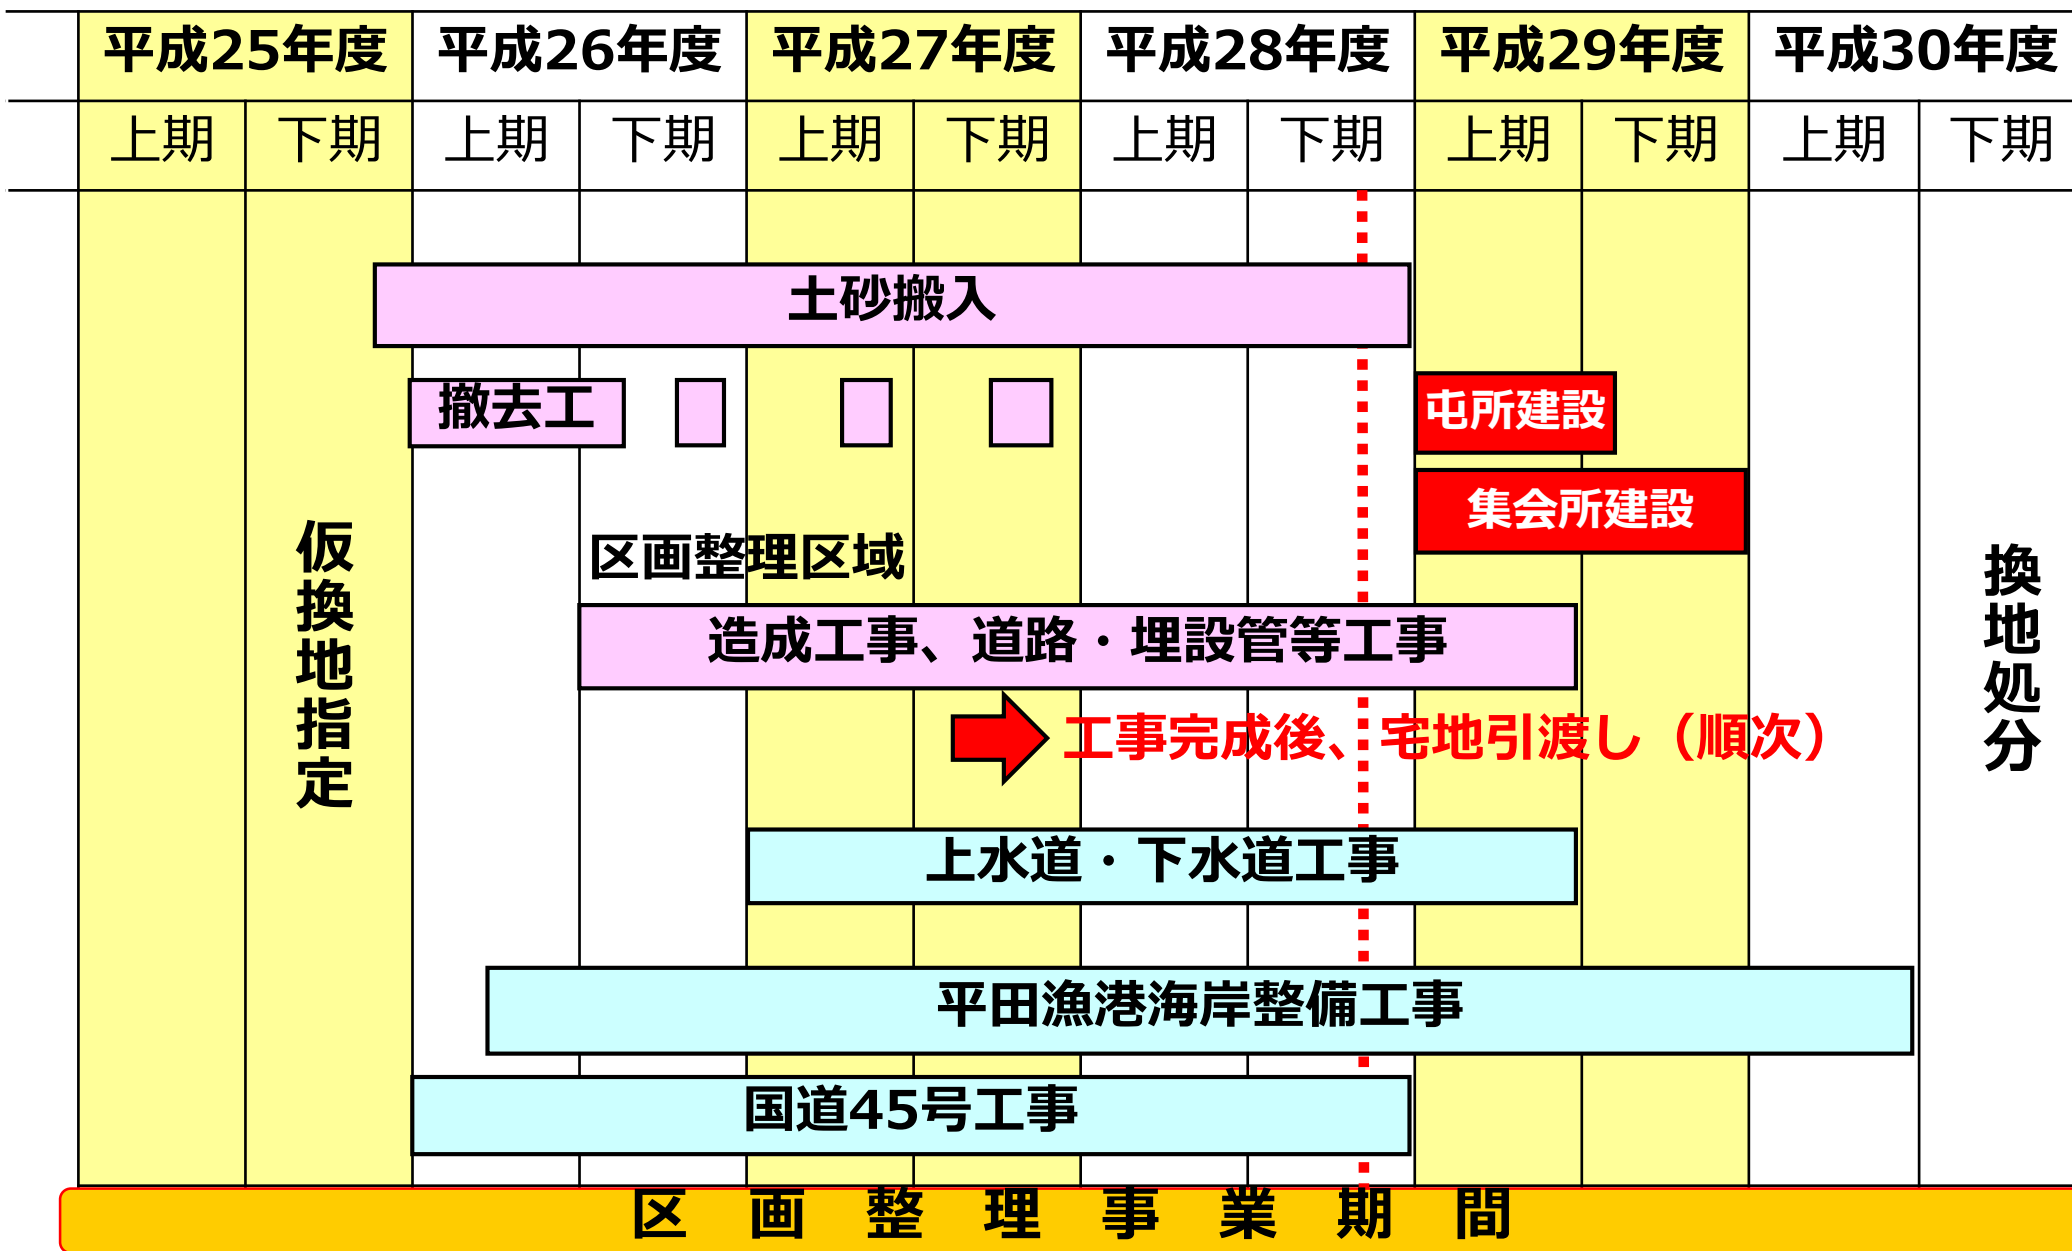 平成25年度 平成26年度 平成27年度 平成28年度 平成29年度 平成30年度
上期 下期 上期 下期 上期 下期 上期 下期 上期 下期 上期 下期
土砂搬入
撤去工
屯所建設
集会所建設
仮換地指定
区画整理区域
造成工事、道路・埋設管等工事
工事完成後、宅地引渡し（順次）
換地処分
上水道・下水道工事
平田漁港海岸整備工事
国道45号工事
区画整理事業期間